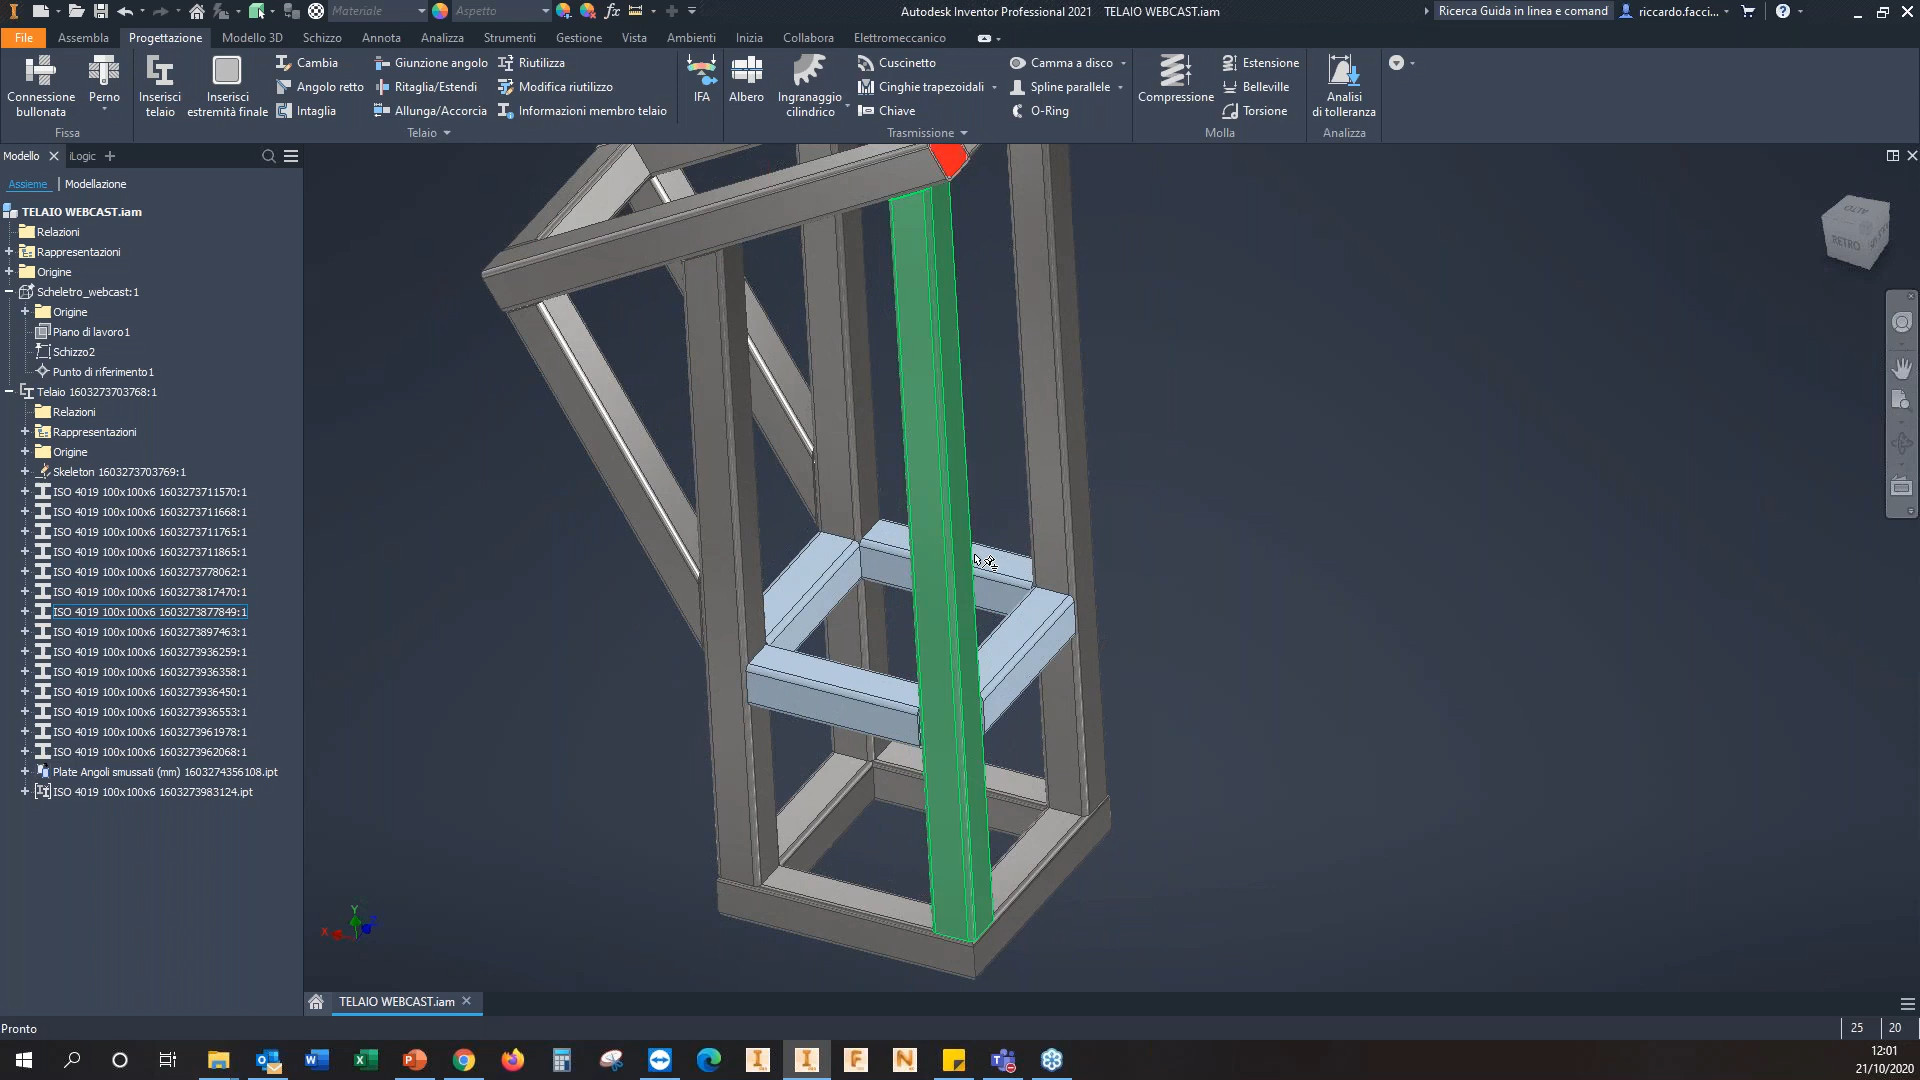 Materiale
Aspetto
Autodesk Inventor Professional 2021 TELAIO WEBCAST.iam
Ricerca Guida in linea e comand
riccardo.facci...
File Assembla Progettazione Modello 3D Schizzo Annota Analizza Strumenti Gestione Vista Ambienti Inizia Collabora Elettromeccanico
Connessione bullonata
Perno
Fissa
Inserisci telaio
Inserisci estremità finale
Cambia
Angolo retto
Intaglia
Giunzione angolo
Ritaglia/Estendi
Allunga/Accorcia
Riutilizza
Modifica riutilizzo
Informazioni membro telaio
Telaio
IFA
Albero
Ingranaggio cilindrico
Cuscinetto
Cinghie trapezoidali
Chiave
Camma a disco
Spline parallele
O-Ring
Trasmissione
Compressione
Estensione
Belleville
Torsione
Molla
Analisi di tolleranza
Analizza
Modello
iLogic
Assieme
Modellazione
TELAIO WEBCAST.iam
Relazioni
Rappresentazioni
Origine
Scheletro_webcast:1
Origine
Piano di lavoro1
Schizzo2
Punto di riferimento1
Telaio 1603273703768:1
Relazioni
Rappresentazioni
Origine
Skeleton 1603273703769:1
ISO 4019 100x100x6 1603273711570:1
ISO 4019 100x100x6 1603273711668:1
ISO 4019 100x100x6 1603273711765:1
ISO 4019 100x100x6 1603273711865:1
ISO 4019 100x100x6 1603273778062:1
ISO 4019 100x100x6 1603273817470:1
ISO 4019 100x100x6 1603273877849:1
ISO 4019 100x100x6 1603273897463:1
ISO 4019 100x100x6 1603273936259:1
ISO 4019 100x100x6 1603273936358:1
ISO 4019 100x100x6 1603273936450:1
ISO 4019 100x100x6 1603273936553:1
ISO 4019 100x100x6 1603273961978:1
ISO 4019 100x100x6 1603273962068:1
Plate Angoli smussati (mm) 1603274356108.ipt
ISO 4019 100x100x6 1603273983124.ipt
ALTO
RETRO
Y
X
TELAIO WEBCAST.iam
Pronto
25 20
12:01
21/10/2020